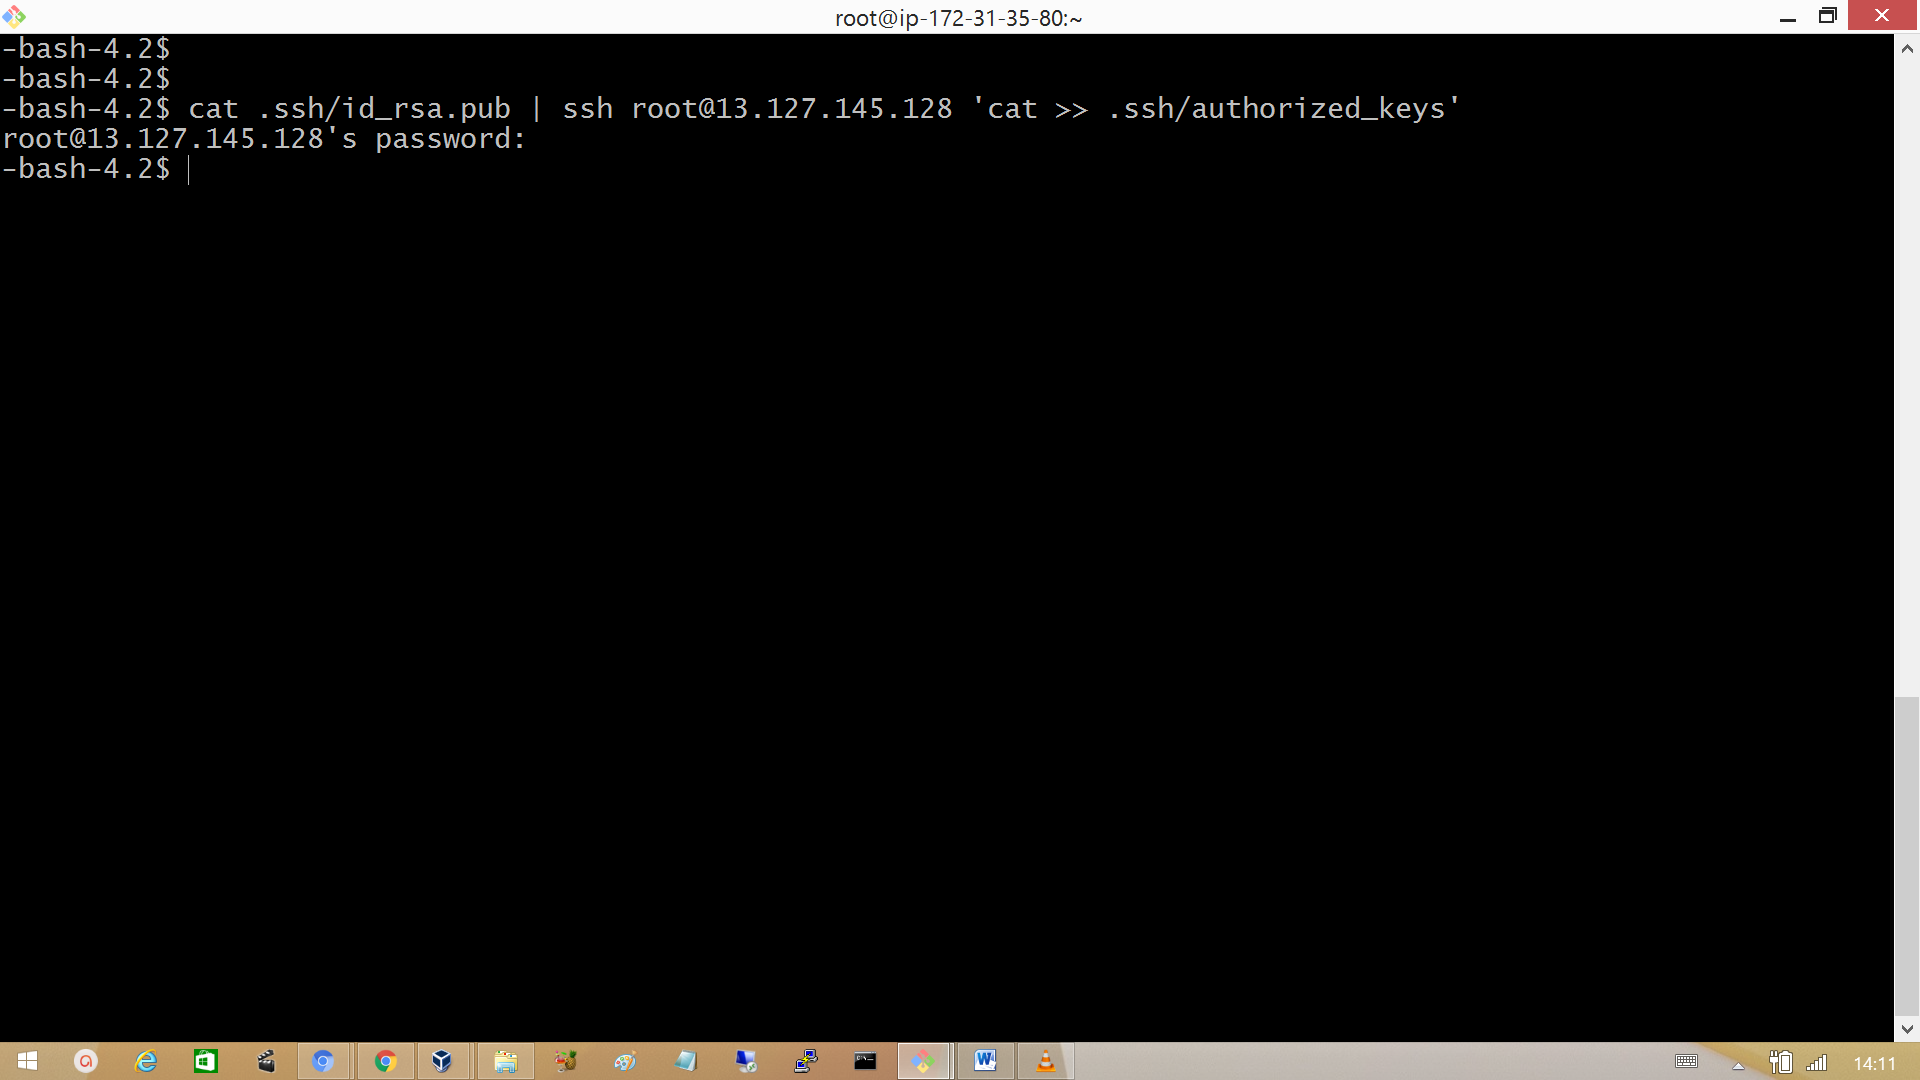 root@ip-172-31-35-80:~
-bash-4.2$
-bash-4.2$
-bash-4.2$ cat .ssh/id_rsa.pub | ssh root@13.127.145.128 'cat >> .ssh/authorized_keys'
root@13.127.145.128's password:
-bash-4.2$
14:11